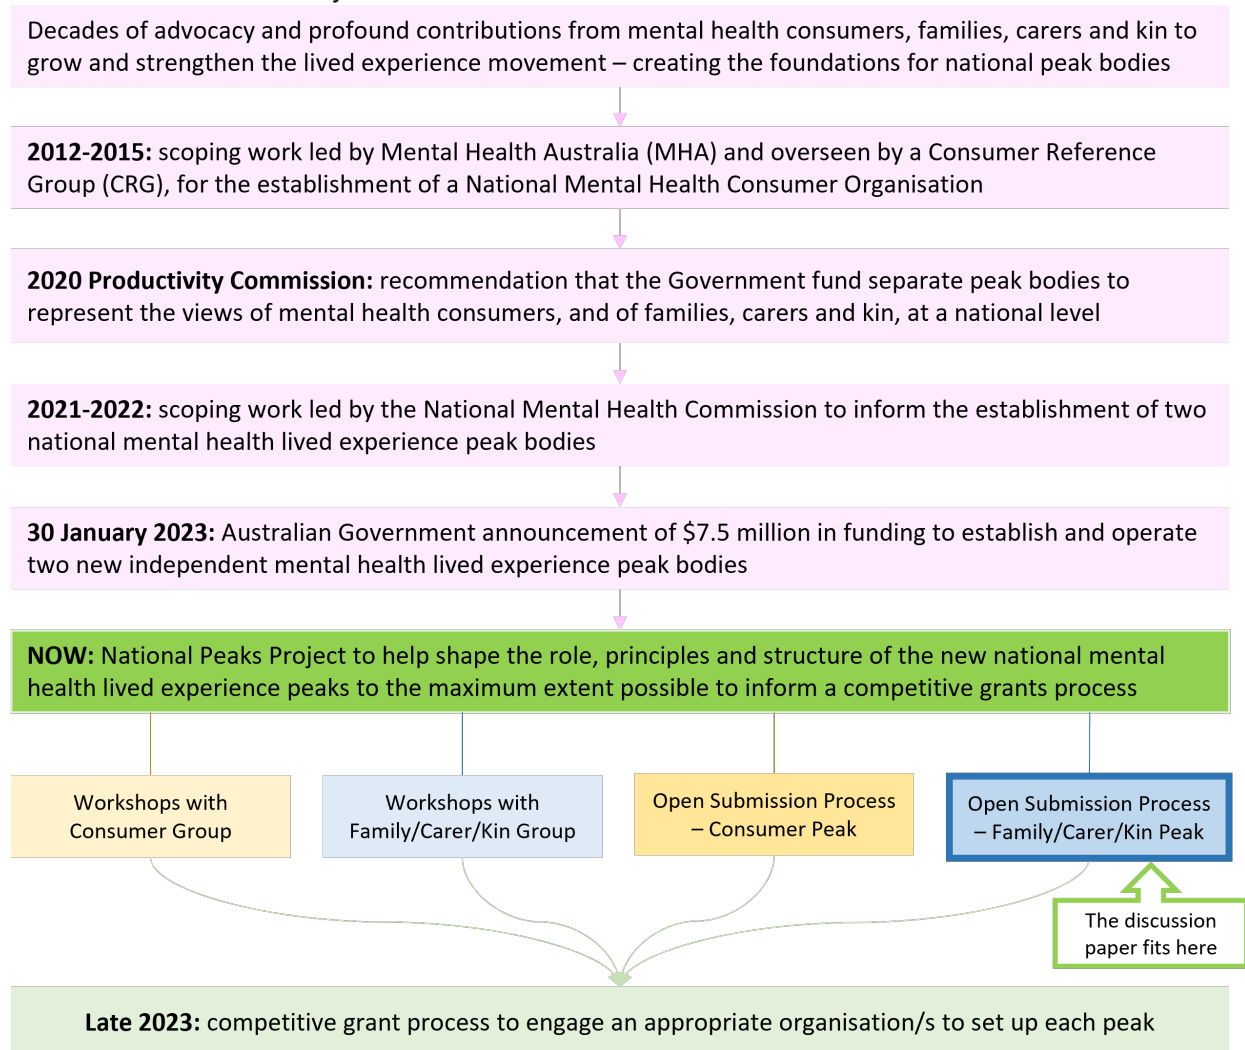 Decades of advocacy and profound contributions from mental health consumers, families, carers and kin to
grow and strengthen the lived experience movement – creating the foundations for national peak bodies
2012-2015: scoping work led by Mental Health Australia (MHA) and overseen by a Consumer Reference
Group (CRG), for the establishment of a National Mental Health Consumer Organisation
2020 Productivity Commission: recommendation that the Government fund separate peak bodies to
represent the views of mental health consumers, and of families, carers and kin, at a national level
2021-2022: scoping work led by the National Mental Health Commission to inform the establishment of two
national mental health lived experience peak bodies
30 January 2023: Australian Government announcement of $7.5 million in funding to establish and operate
two new independent mental health lived experience peak bodies
NOW: National Peaks Project to help shape the role, principles and structure of the new national mental
health lived experience peaks to the maximum extent possible to inform a competitive grants process
Workshops with
Consumer Group
Workshops with
Family/Carer/Kin Group
Open Submission Process
– Consumer Peak
Open Submission Process
– Family/Carer/Kin Peak
The discussion
paper fits here
Late 2023: competitive grant process to engage an appropriate organisation/s to set up each peak